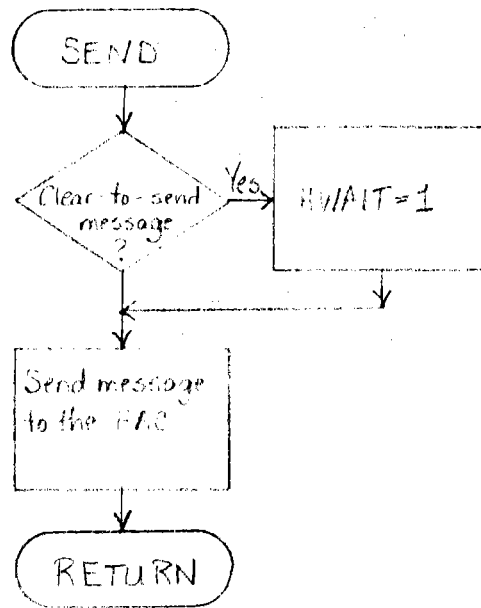 SEND
Clear-to-send
message
?
Yes
HWAIT=1
Send message
to the
RETURN